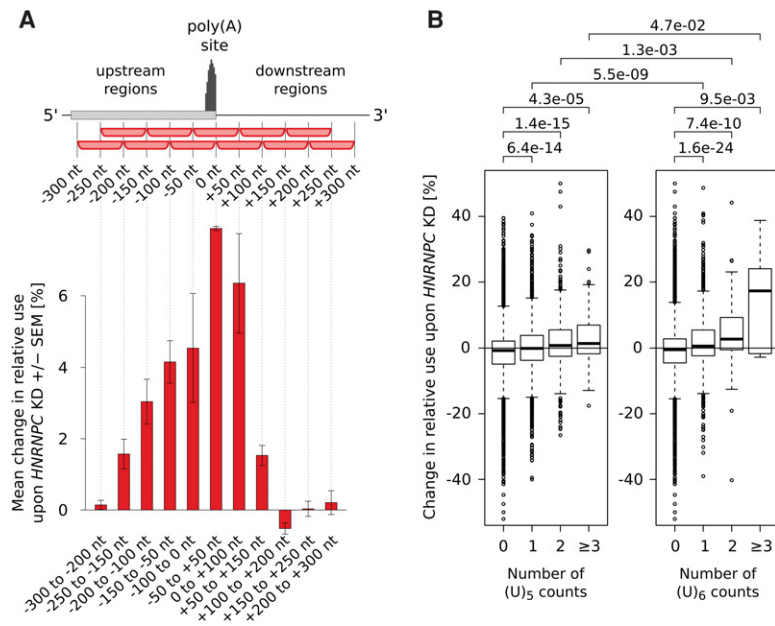 A
poly(A)
site
upstream
regions
downstream
regions
5'
3'
-300 nt
-250 nt
-200 nt
-150 nt
-100 nt
-50 nt
0 nt
+50 nt
+100 nt
+150 nt
+200 nt
+250 nt
+300 nt
Mean change in relative use
upon HNRNPC KD +/− SEM [%]
6
4
2
0
-300 to -200 nt
-250 to -150 nt
-200 to -100 nt
-150 to -50 nt
-100 to 0 nt
-50 to +50 nt
0 to +100 nt
+50 to +150 nt
+100 to +200 nt
+150 to +250 nt
+200 to +300 nt
B
4.7e-02
1.3e-03
5.5e-09
4.3e-05
9.5e-03
1.4e-15
7.4e-10
6.4e-14
1.6e-24
Change in relative use upon HNRNPC KD [%]
40
20
0
-20
-40
40
20
0
-20
-40
0 1 2 ≥3
0 1 2 ≥3
Number of
(U)5 counts
Number of
(U)6 counts